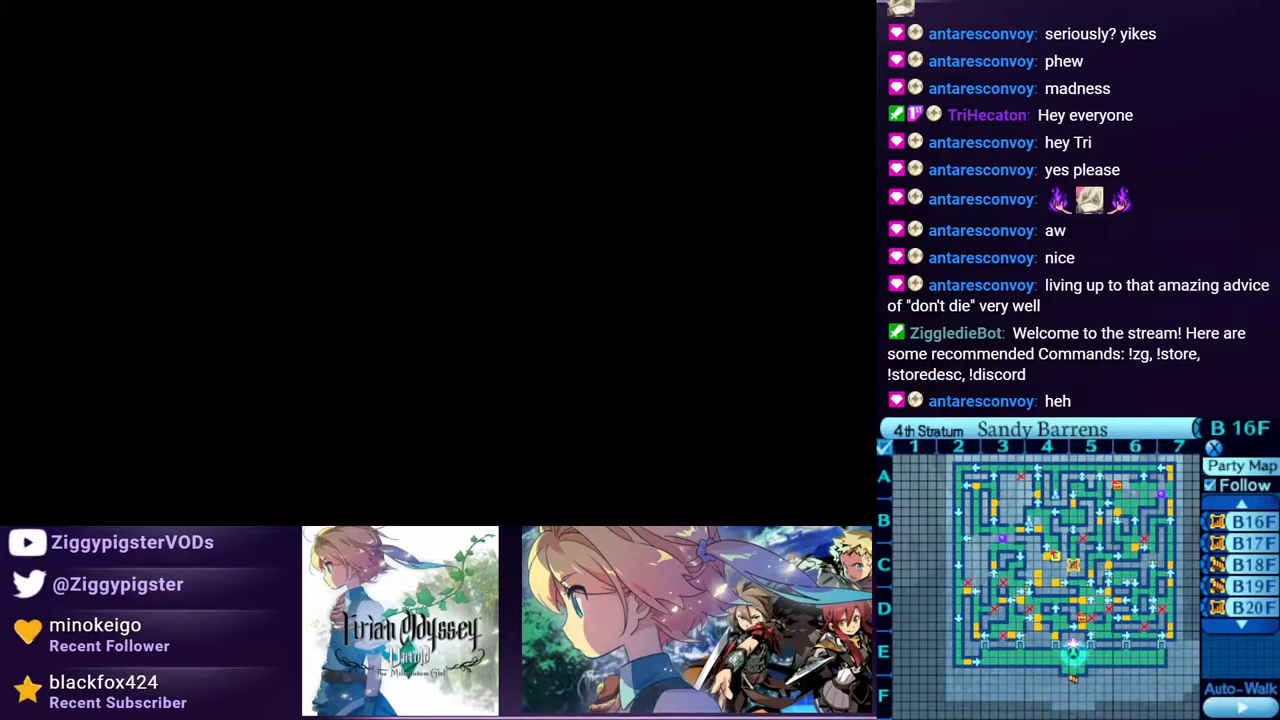 antaresconvoy: seriously? yikes
antaresconvoy: phew
antaresconvoy: madness
1ST TriHecaton: Hey everyone
antaresconvoy: hey Tri
antaresconvoy: yes please
antaresconvoy:
antaresconvoy: aw
antaresconvoy: nice
antaresconvoy: living up to that amazing advice
of "don't die" very well
ZiggledieBot: Welcome to the stream! Here are
some recommended Commands: !zg, !store,
!storedesc, !discord
antaresconvoy: heh
4th Stratum Sandy Barrens B 16F
1 2 3 4 5 6 7 X
A
B
C
D
E
F
Party Map
Follow
B16F
B17F
B18F
B19F
B20F
Auto-Walk
ZiggypigsterVODs
@Ziggypigster
minokeigo
Recent Follower
blackfox424
Recent Subscriber
Odyssey
Untold
The Millennium Girl